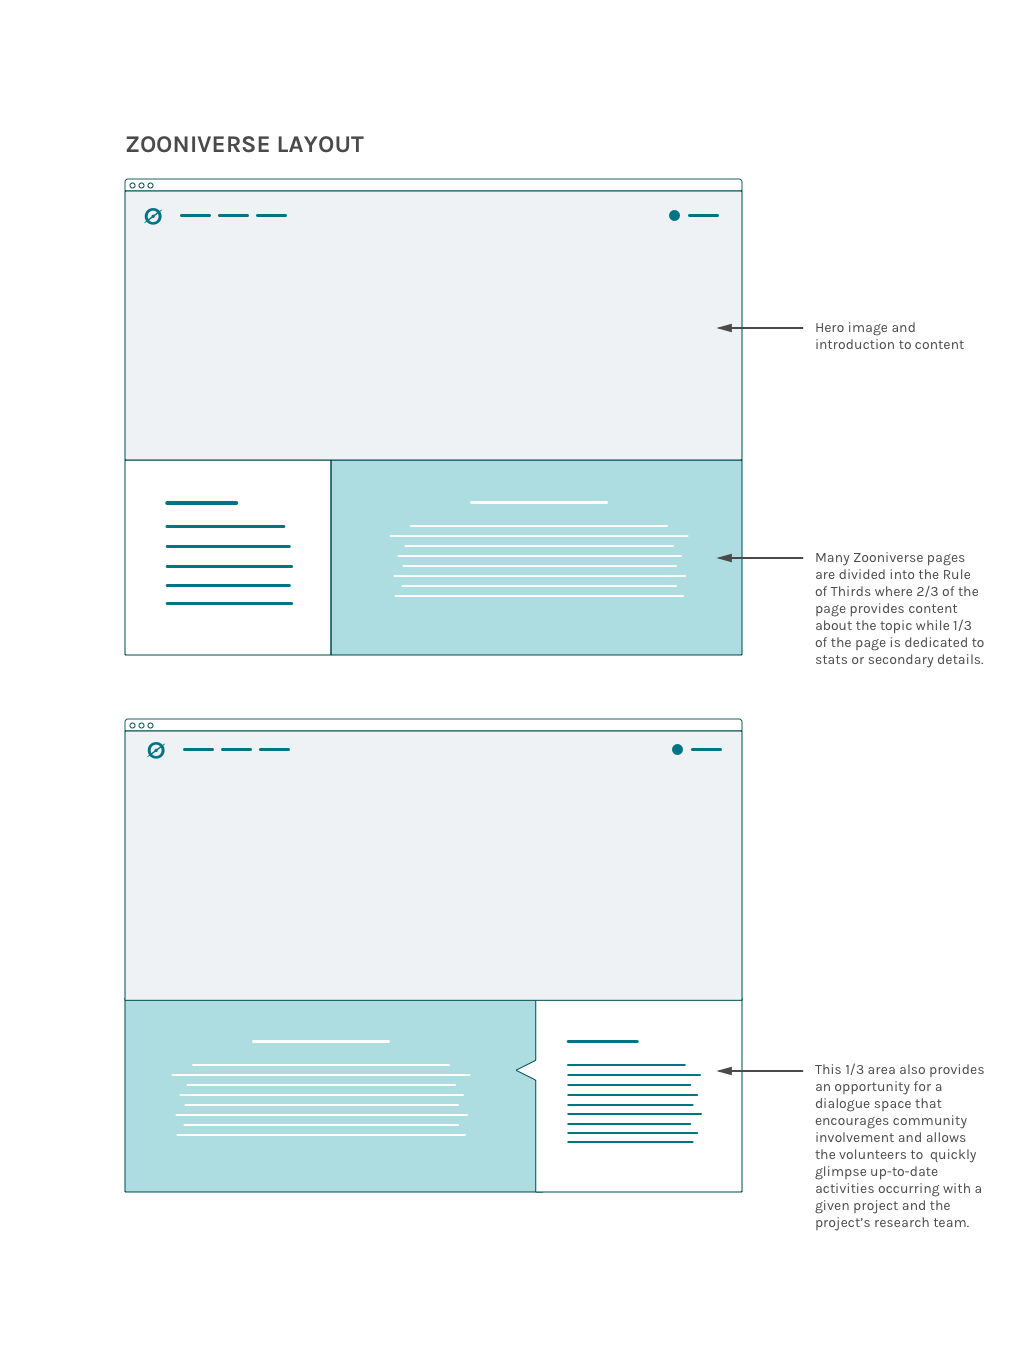 ZOONIVERSE LAYOUT
Hero image and
introduction to content
Many Zooniverse pages
are divided into the Rule
of Thirds where 2/3 of the
page provides content
about the topic while 1/3
of the page is dedicated to
stats or secondary details.
This 1/3 area also provides
an opportunity for a
dialogue space that
encourages community
involvement and allows
the volunteers to  quickly
glimpse up-to-date
activities occurring with a
given project and the
project’s research team.